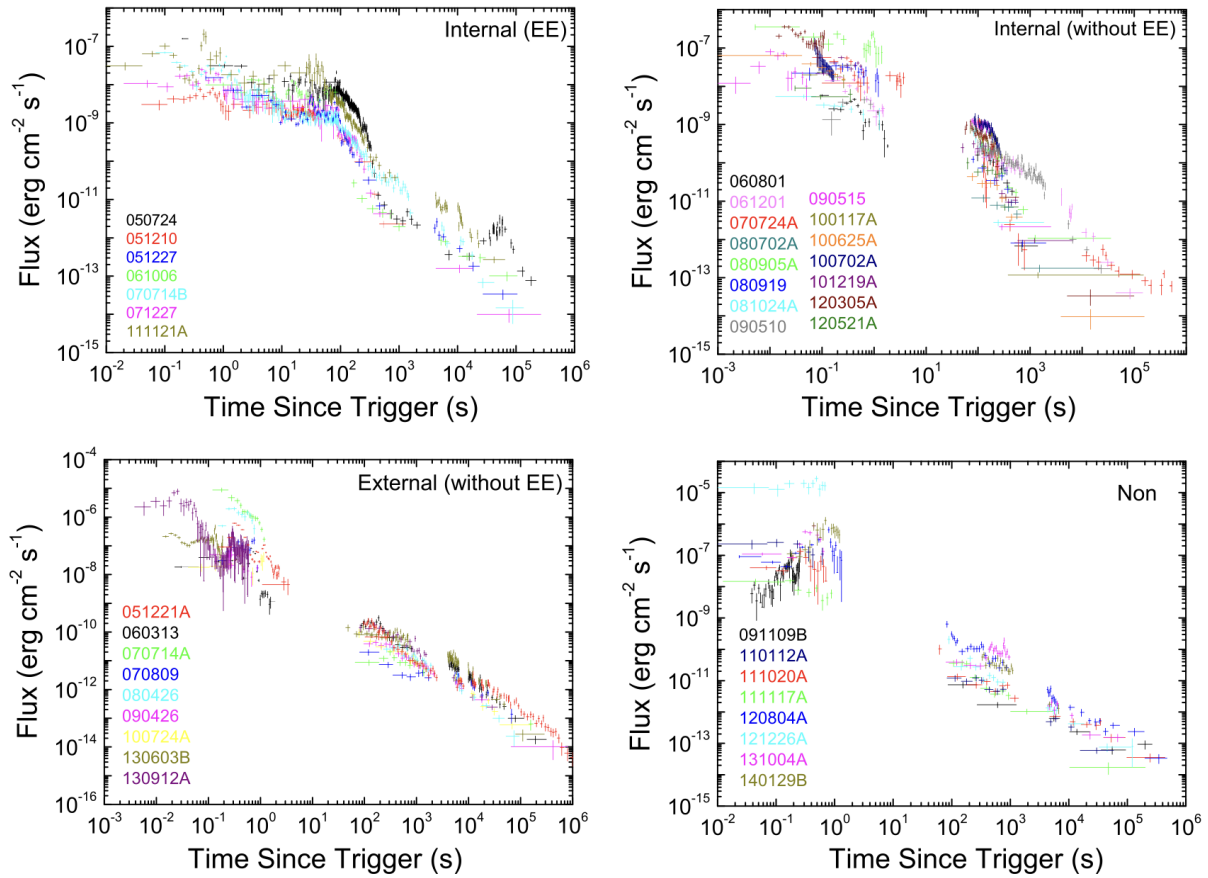 Internal (EE)
Flux (erg cm⁻² s⁻¹)
10⁻⁷
10⁻⁹
10⁻¹¹
10⁻¹³
10⁻¹⁵
050724
051210
051227
061006
070714B
071227
111121A
10⁻² 10⁻¹ 10⁰ 10¹ 10² 10³ 10⁴ 10⁵ 10⁶
Time Since Trigger (s)
Internal (without EE)
Flux (erg cm⁻² s⁻¹)
10⁻⁷
10⁻⁹
10⁻¹¹
10⁻¹³
10⁻¹⁵
060801
061201 090515
070724A 100117A
080702A 100625A
080905A 100702A
080919 101219A
081024A 120305A
090510 120521A
10⁻³ 10⁻¹ 10¹ 10³ 10⁵
Time Since Trigger (s)
External (without EE)
Flux (erg cm⁻² s⁻¹)
10⁻⁴
10⁻⁶
10⁻⁸
10⁻¹⁰
10⁻¹²
10⁻¹⁴
10⁻¹⁶
051221A
060313
070714A
070809
080426
090426
100724A
130603B
130912A
10⁻³ 10⁻² 10⁻¹ 10⁰ 10¹ 10² 10³ 10⁴ 10⁵ 10⁶
Time Since Trigger (s)
Non
Flux (erg cm⁻² s⁻¹)
10⁻⁵
10⁻⁷
10⁻⁹
10⁻¹¹
10⁻¹³
10⁻¹⁵
091109B
110112A
111020A
111117A
120804A
121226A
131004A
140129B
10⁻² 10⁻¹ 10⁰ 10¹ 10² 10³ 10⁴ 10⁵ 10⁶
Time Since Trigger (s)